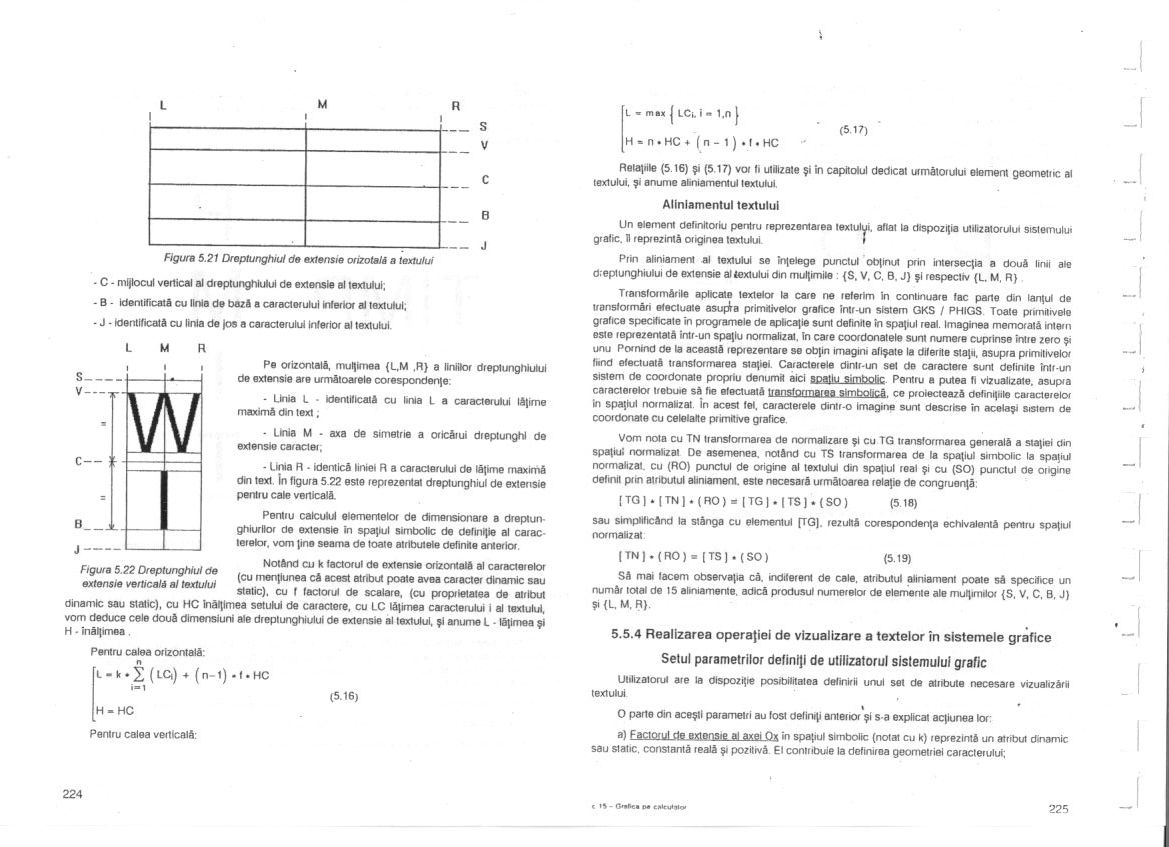 L M R
S
V
C
B
J
Figura 5.21 Dreptunghiul de extensie orizotală a textului
- C - mijlocul vertical al dreptunghiului de extensie al textului;
- B - identificată cu linia de bază a caracterului inferior al textului;
- J - identificată cu linia de jos a caracterului inferior al textului.
L M R
S
V
=
C
=
B
J
Figura 5.22 Dreptunghiul de
extensie verticală al textului
Pe orizontală, mulţimea {L,M ,R} a liniilor dreptunghiului
de extensie are următoarele corespondenţe:
- Linia L - identificată cu linia L a caracterului lăţime
maximă din text ;
- Linia M - axa de simetrie a oricărui dreptunghi de
extensie caracter;
- Linia R - identică liniei R a caracterului de lăţime maximă
din text. În figura 5.22 este reprezentat dreptunghiul de extensie
pentru cale verticală.
Pentru calculul elementelor de dimensionare a dreptun-
ghiurilor de extensie în spaţiul simbolic de definiţie al carac-
terelor, vom ţine seama de toate atributele definite anterior.
Notând cu k factorul de extensie orizontală al caracterelor
(cu menţiunea că acest atribut poate avea caracter dinamic sau
static), cu f factorul de scalare, (cu proprietatea de atribut
dinamic sau static), cu HC înălţimea setului de caractere, cu LC lăţimea caracterului i al textului,
vom deduce cele două dimensiuni ale dreptunghiului de extensie al textului, şi anume L - lăţimea şi
H - înălţimea .
Pentru calea orizontală:
n
L = k * ∑ ( LCi) + ( n-1) * f * HC
i=1
(5.16)
H = HC
Pentru calea verticală:
224
L = max { LCi, i = 1,n }
(5.17)
H = n * HC + ( n - 1 ) * f * HC
Relaţiile (5.16) şi (5.17) vor fi utilizate şi în capitolul dedicat următorului element geometric al
textului, şi anume aliniamentul textului.
Aliniamentul textului
Un element definitoriu pentru reprezentarea textului, aflat la dispoziţia utilizatorului sistemului
grafic, îl reprezintă originea textului.
Prin aliniament al textului se înţelege punctul obţinut prin intersecţia a două linii ale
dreptunghiului de extensie al textului din mulţimile : {S, V, C, B, J} şi respectiv {L, M, R} .
Transformările aplicate textelor la care ne referim în continuare fac parte din lanţul de
transformări efectuate asupra primitivelor grafice într-un sistem GKS / PHIGS. Toate primitivele
grafice specificate în programele de aplicaţie sunt definite în spaţiul real. Imaginea memorată intern
este reprezentată într-un spaţiu normalizat, în care coordonatele sunt numere cuprinse între zero şi
unu Pornind de la această reprezentare se obţin imagini afişate la diferite staţii, asupra primitivelor
fiind efectuată transformarea staţiei. Caracterele dintr-un set de caractere sunt definite într-un
sistem de coordonate propriu denumit aici spaţiu simbolic. Pentru a putea fi vizualizate, asupra
caracterelor trebuie să fie efectuată transformarea simbolică, ce proiectează definiţiile caracterelor
în spaţiul normalizat. În acest fel, caracterele dintr-o imagine sunt descrise în acelaşi sistem de
coordonate cu celelalte primitive grafice.
Vom nota cu TN transformarea de normalizare şi cu TG transformarea generală a staţiei din
spaţiul normalizat. De asemenea, notând cu TS transformarea de la spaţiul simbolic la spaţiul
normalizat, cu (RO) punctul de origine al textului din spaţiul real şi cu (SO) punctul de origine
definit prin atributul aliniament, este necesară următoarea relaţie de congruenţă:
[ TG ] * [ TN ] * ( RO ) = [ TG ] * [ TS ] * ( SO ) (5.18)
sau simplificând la stânga cu elementul [TG], rezultă corespondenţa echivalentă pentru spaţiul
normalizat:
[ TN ] * ( RO ) = [ TS ] * ( SO ) (5.19)
Să mai facem observaţia că, indiferent de cale, atributul aliniament poate să specifice un
număr total de 15 aliniamente, adică produsul numerelor de elemente ale mulţimilor {S, V, C, B, J}
şi {L, M, R}.
5.5.4 Realizarea operaţiei de vizualizare a textelor în sistemele grafice
Setul parametrilor definiţi de utilizatorul sistemului grafic
Utilizatorul are la dispoziţie posibilitatea definirii unui set de atribute necesare vizualizării
textului.
O parte din aceşti parametri au fost definiţi anterior şi s-a explicat acţiunea lor:
a) Factorul de extensie al axei Ox în spaţiul simbolic (notat cu k) reprezintă un atribut dinamic
sau static, constantă reală şi pozitivă. El contribuie la definirea geometriei caracterului;
c 15 – Grafica pe calculator
225